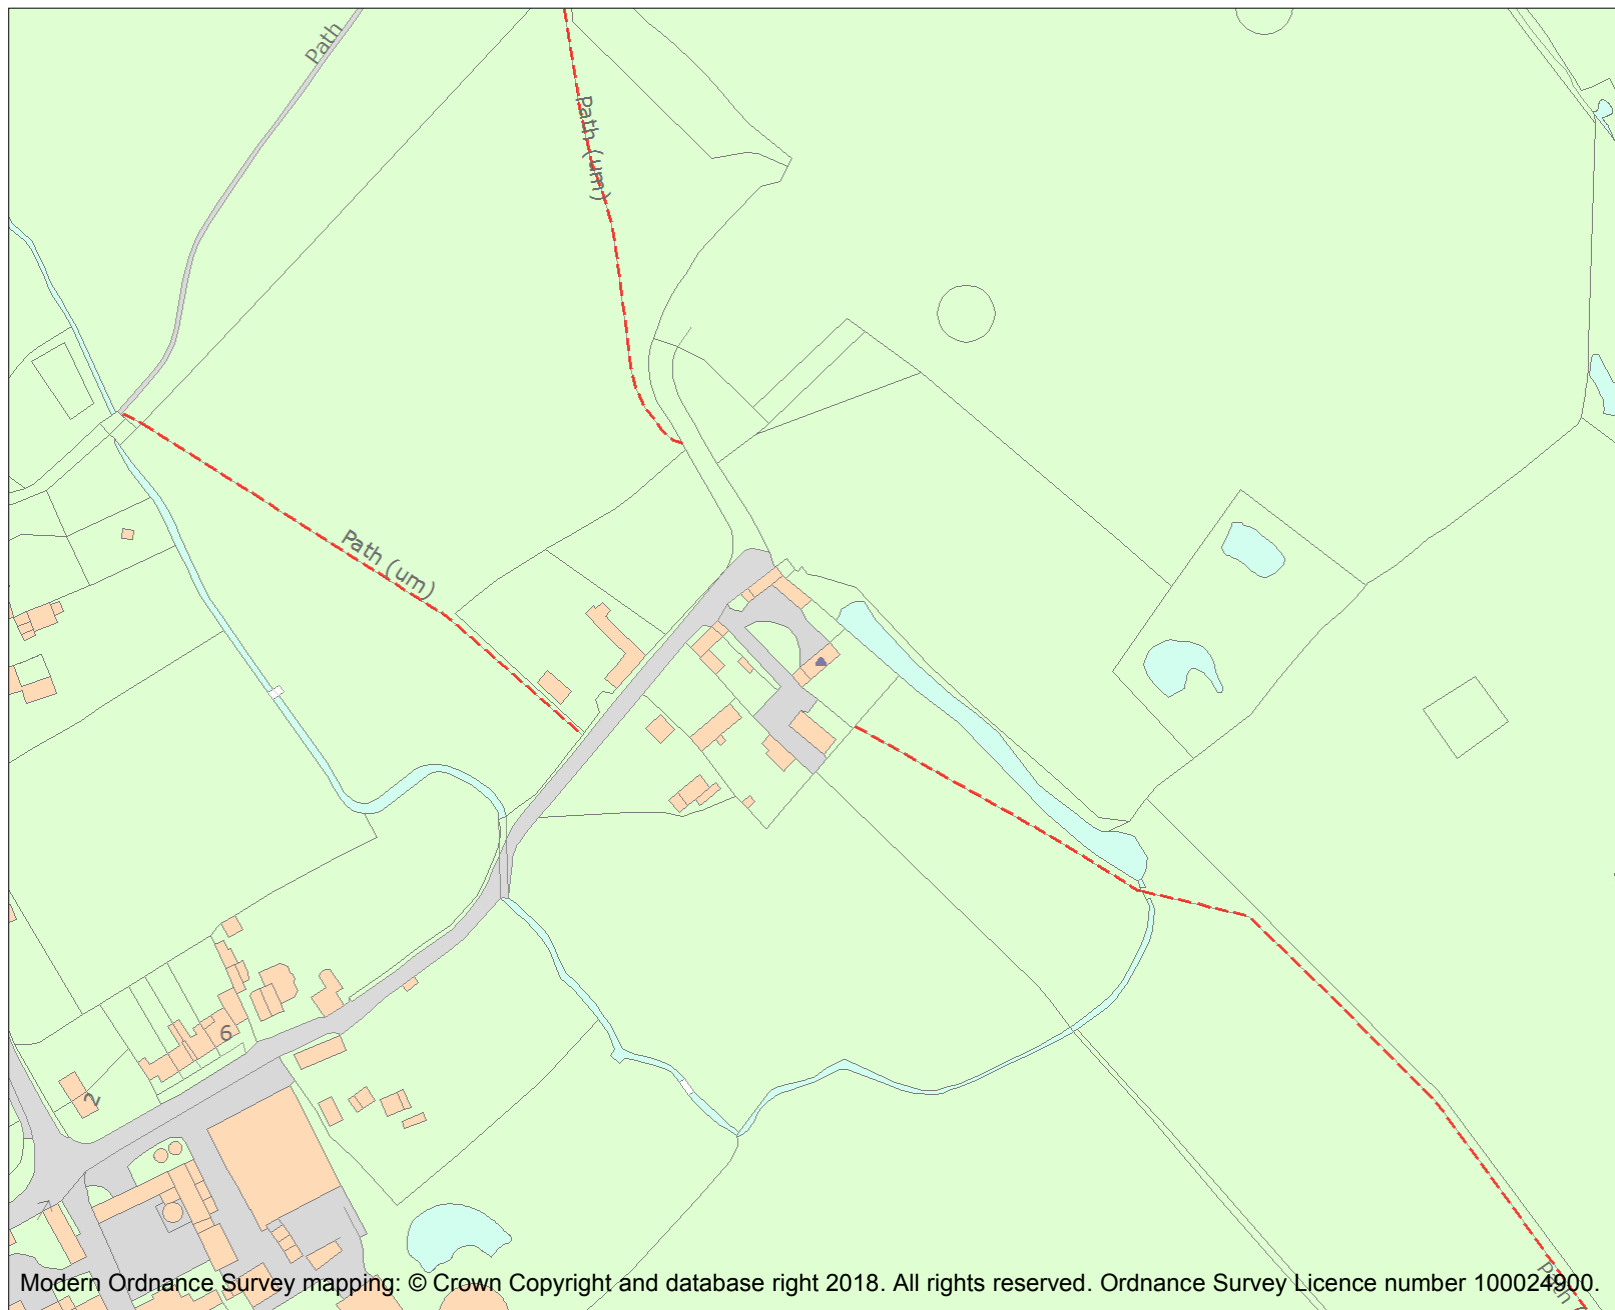 Path
Path (um)
Path (um)
6
2
Path
Modern Ordnance Survey mapping: © Crown Copyright and database right 2018. All rights reserved. Ordnance Survey Licence number 100024900.